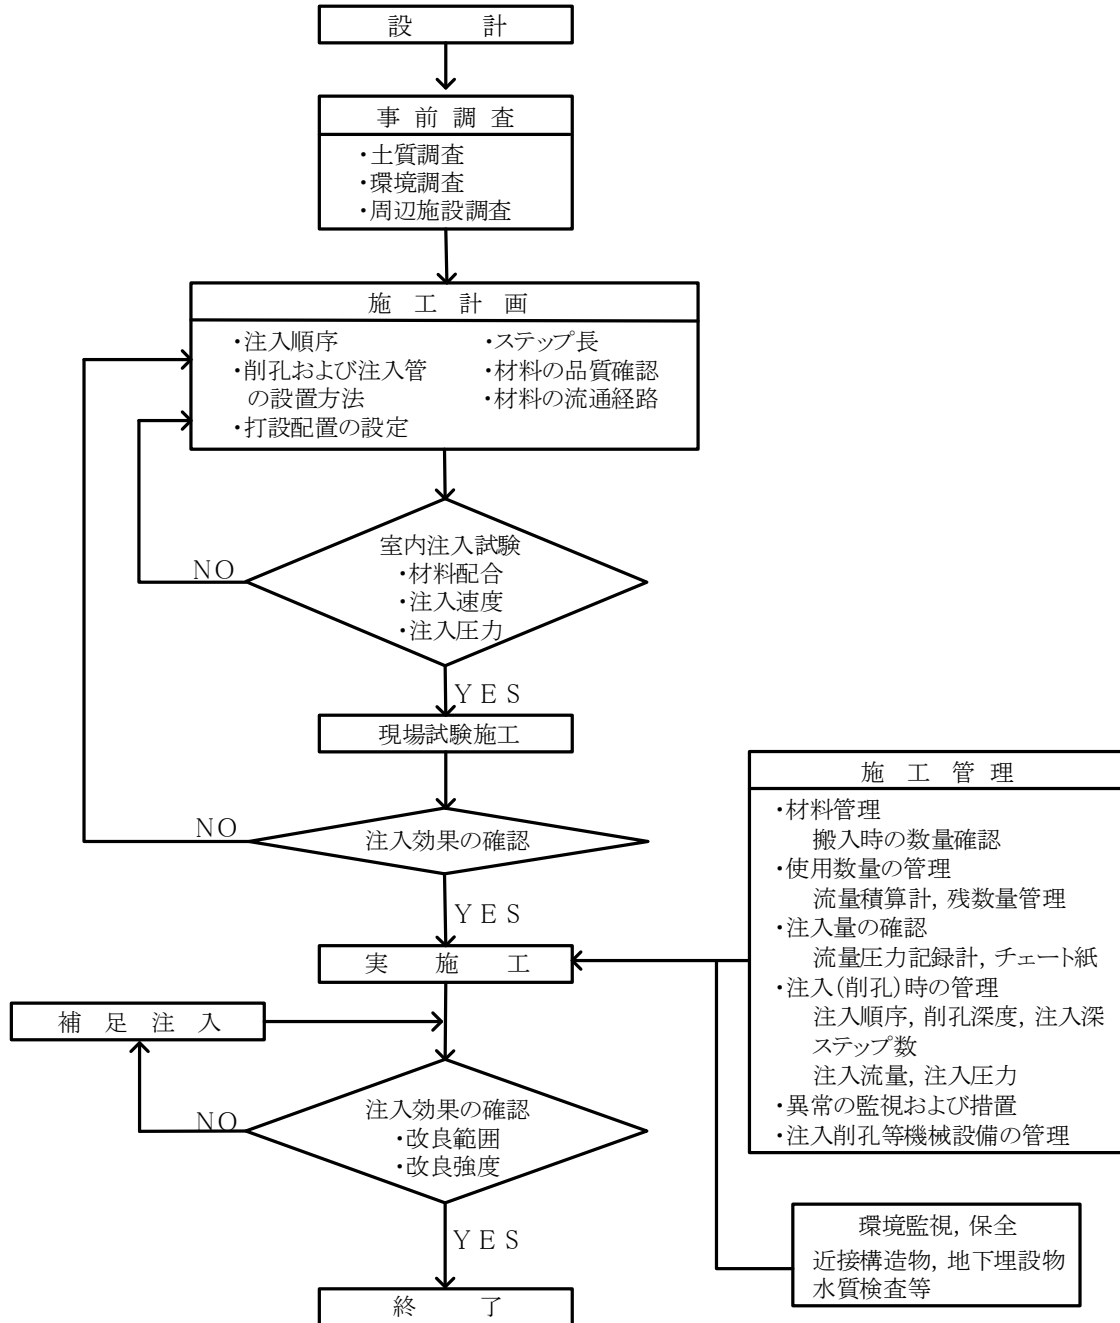 設計
事前調査
・土質調査
・環境調査
・周辺施設調査
施工計画
・注入順序
・削孔および注入管
の設置方法
・打設配置の設定
・ステップ長
・材料の品質確認
・材料の流通経路
室内注入試験
・材料配合
・注入速度
・注入圧力
NO
YES
現場試験施工
注入効果の確認
NO
YES
実施工
補足注入
注入効果の確認
・改良範囲
・改良強度
NO
YES
終了
施工管理
・材料管理
搬入時の数量確認
・使用数量の管理
流量積算計, 残数量管理
・注入量の確認
流量圧力記録計, チェート紙
・注入(削孔)時の管理
注入順序, 削孔深度, 注入深
ステップ数
注入流量, 注入圧力
・異常の監視および措置
・注入削孔等機械設備の管理
環境監視, 保全
近接構造物, 地下埋設物
水質検査等